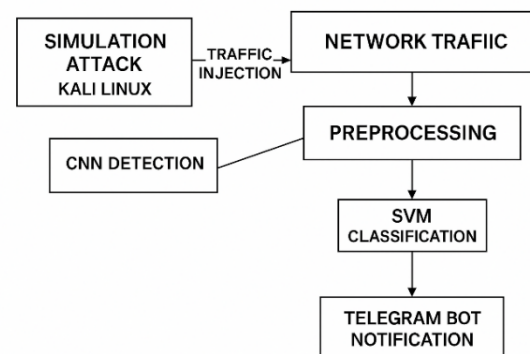 SIMULATION
ATTACK
KALI LINUX
TRAFFIC
INJECTION
NETWORK TRAFIIC
PREPROCESSING
CNN DETECTION
SVM
CLASSIFICATION
TELEGRAM BOT
NOTIFICATION